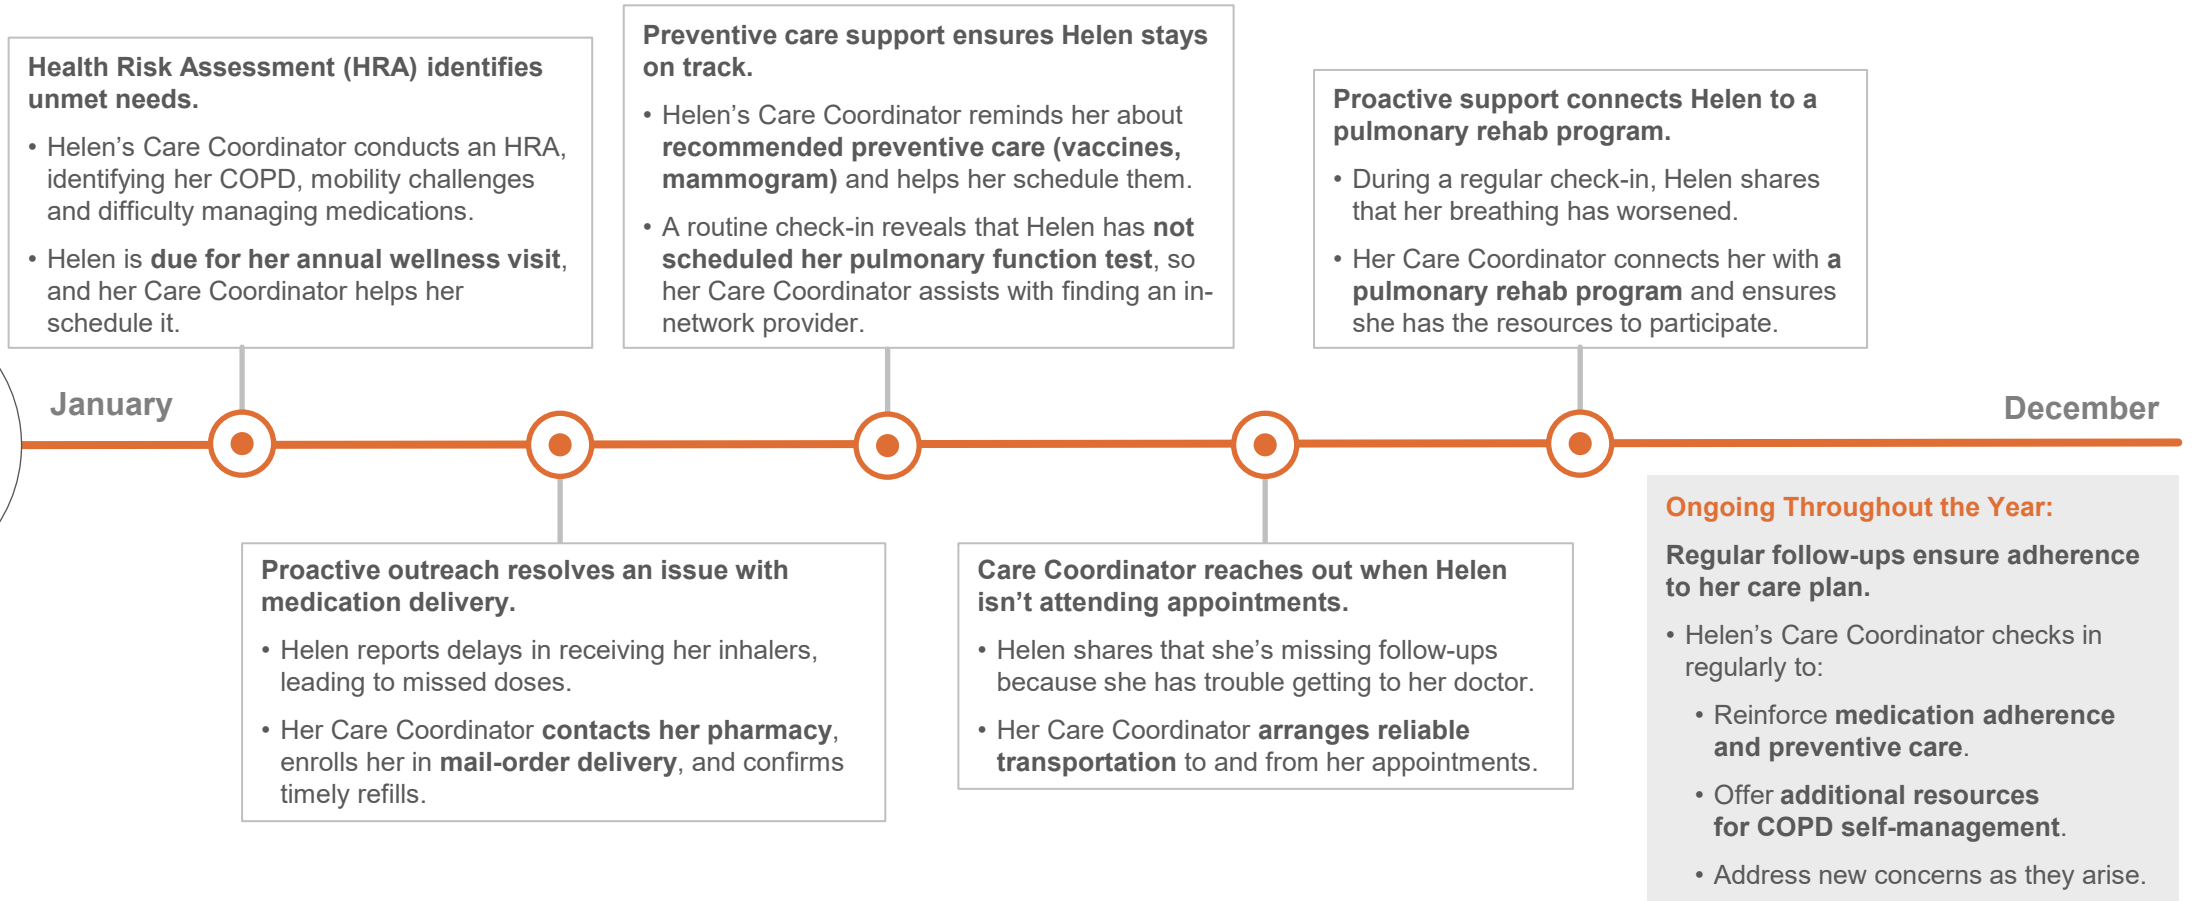 Health Risk Assessment (HRA) identifies
unmet needs.
• Helen’s Care Coordinator conducts an HRA,
identifying her COPD, mobility challenges
and difficulty managing medications.
• Helen is due for her annual wellness visit,
and her Care Coordinator helps her
schedule it.
Preventive care support ensures Helen stays
on track.
• Helen’s Care Coordinator reminds her about
recommended preventive care (vaccines,
mammogram) and helps her schedule them.
• A routine check-in reveals that Helen has not
scheduled her pulmonary function test, so
her Care Coordinator assists with finding an in-
network provider.
Proactive support connects Helen to a
pulmonary rehab program.
• During a regular check-in, Helen shares
that her breathing has worsened.
• Her Care Coordinator connects her with a
pulmonary rehab program and ensures
she has the resources to participate.
January
December
Proactive outreach resolves an issue with
medication delivery.
• Helen reports delays in receiving her inhalers,
leading to missed doses.
• Her Care Coordinator contacts her pharmacy,
enrolls her in mail-order delivery, and confirms
timely refills.
Care Coordinator reaches out when Helen
isn’t attending appointments.
• Helen shares that she’s missing follow-ups
because she has trouble getting to her doctor.
• Her Care Coordinator arranges reliable
transportation to and from her appointments.
Ongoing Throughout the Year:
Regular follow-ups ensure adherence
to her care plan.
• Helen’s Care Coordinator checks in
regularly to:
• Reinforce medication adherence
and preventive care.
• Offer additional resources
for COPD self-management.
• Address new concerns as they arise.